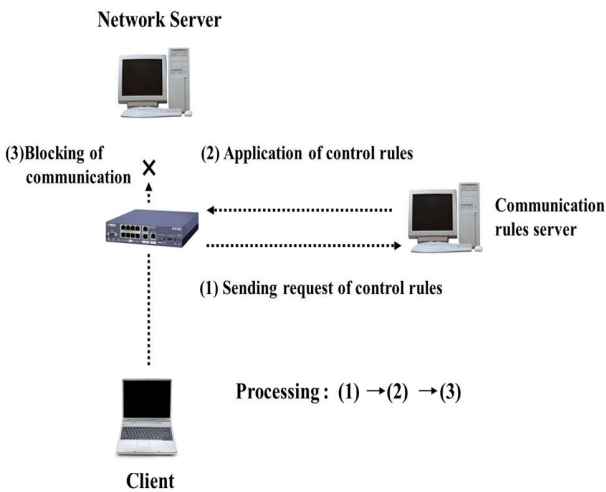 Network Server
(3)Blocking of
communication
(2) Application of control rules
Communication
rules server
(1) Sending request of control rules
Processing : (1) →(2) →(3)
Client